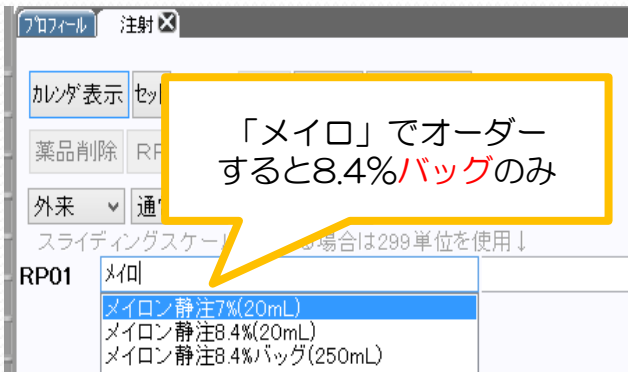 プロフィール 注射
カレンダ表示 セッ
「メイロ」でオーダー
すると8.4%バッグのみ
薬品削除
外来 通
スライディングスケー 場合は299単位を使用↓
RP01 メイロ
メイロン静注7%(20mL)
メイロン静注8.4%(20mL)
メイロン静注8.4%バッグ(250mL)